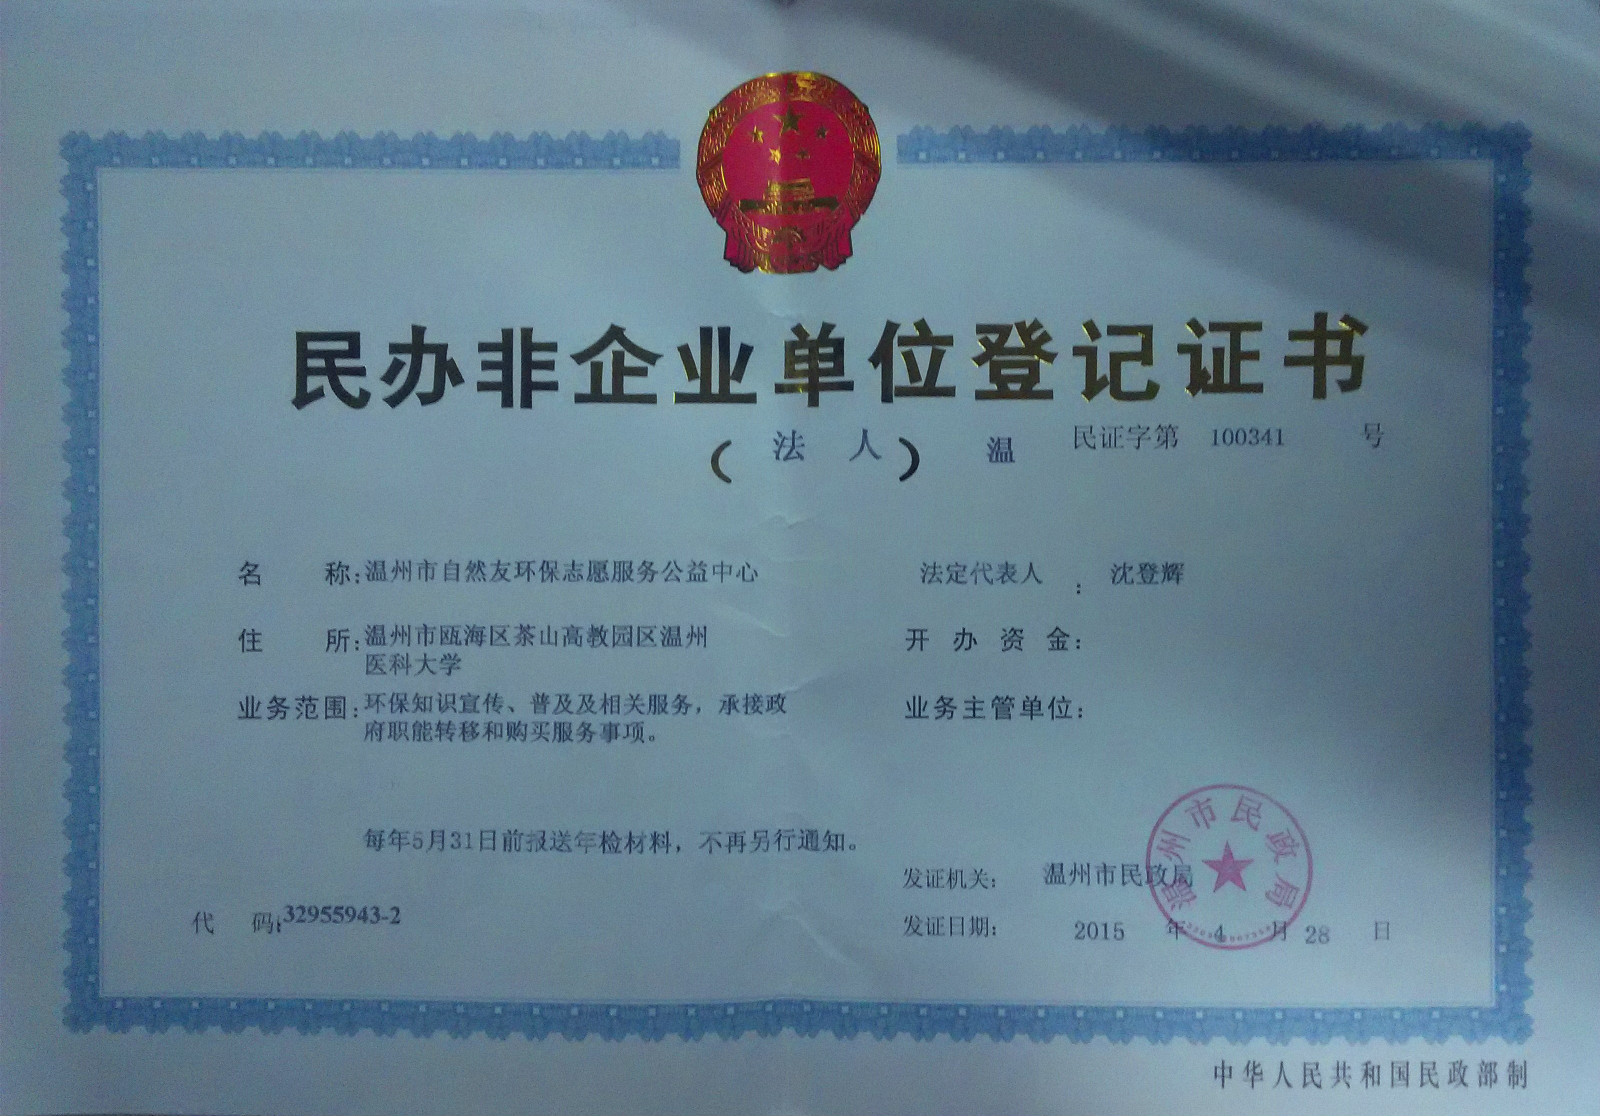 民办非企业单位登记证书
（法人） 温 民证字第 100341 号
名 称:温州市自然友环保志愿服务公益中心
法定代表人： 沈登辉
住 所:温州市瓯海区茶山高教园区温州
医科大学
开办资金:
业务范围:环保知识宣传、普及及相关服务，承接政
府职能转移和购买服务事项。
业务主管单位:
每年5月31日前报送年检材料，不再另行通知。
发证机关: 温州市民政局
代 码:32955943-2
发证日期: 2015 年 4 月 28 日
温州市民政局
中华人民共和国民政部制